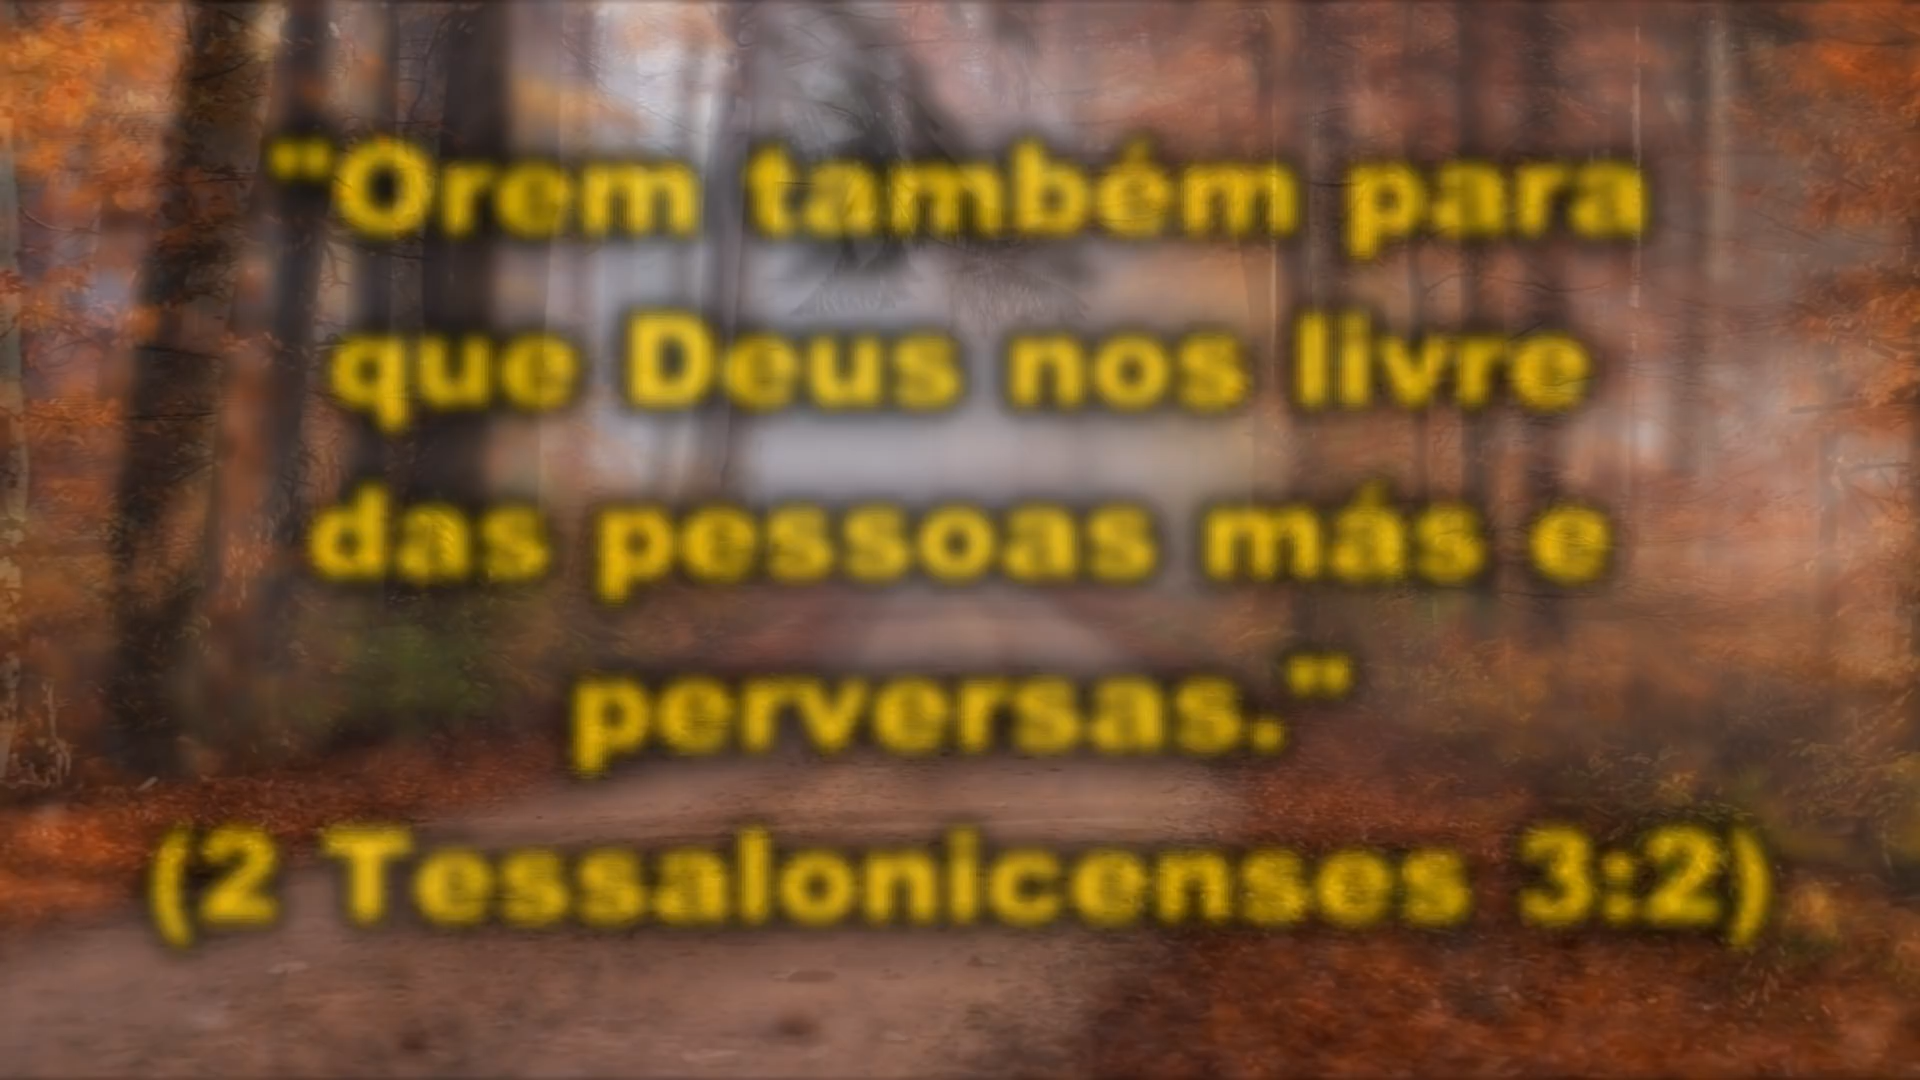 "Orem também para
que Deus nos livre
das pessoas más e
perversas."
(2 Tessalonicenses 3:2)